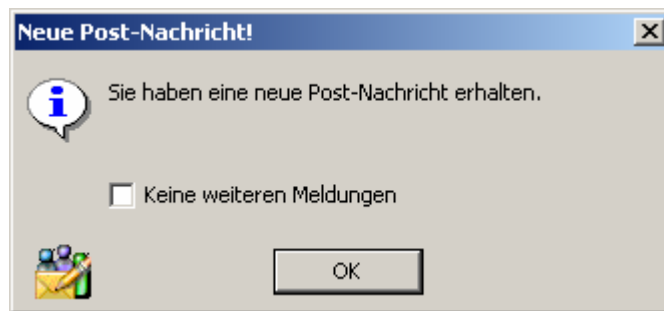 Neue Post-Nachricht!
Sie haben eine neue Post-Nachricht erhalten.
Keine weiteren Meldungen
OK